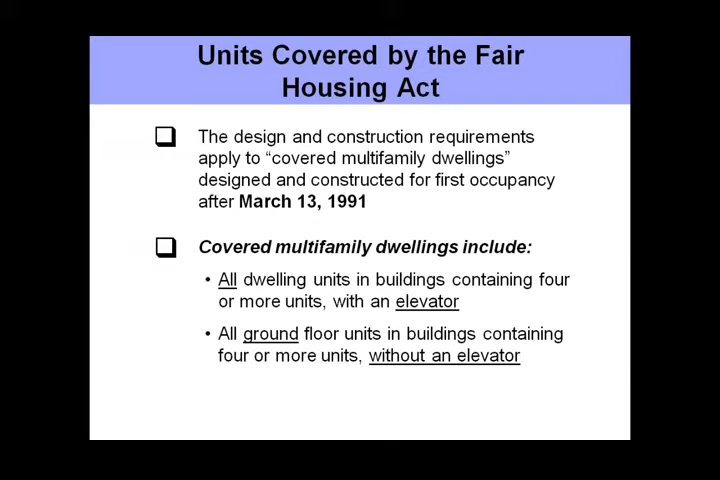 Units Covered by the Fair
Housing Act
❑ The design and construction requirements
apply to “covered multifamily dwellings”
designed and constructed for first occupancy
after March 13, 1991
❑ Covered multifamily dwellings include:
• All dwelling units in buildings containing four
or more units, with an elevator
• All ground floor units in buildings containing
four or more units, without an elevator